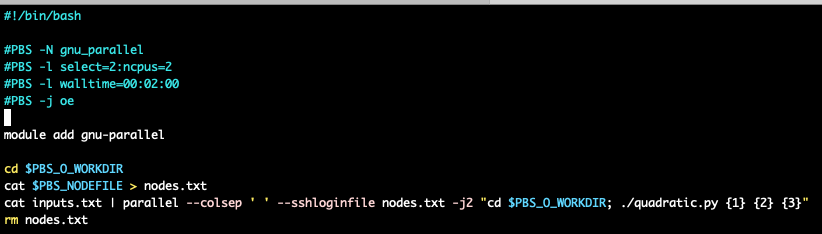 #!/bin/bash
#PBS -N gnu_parallel
#PBS -l select=2:ncpus=2
#PBS -l walltime=00:02:00
#PBS -j oe
module add gnu-parallel
cd $PBS_O_WORKDIR
cat $PBS_NODEFILE > nodes.txt
cat inputs.txt | parallel --colsep ' ' --sshloginfile nodes.txt -j2 "cd $PBS_O_WORKDIR; ./quadratic.py {1} {2} {3}"
rm nodes.txt